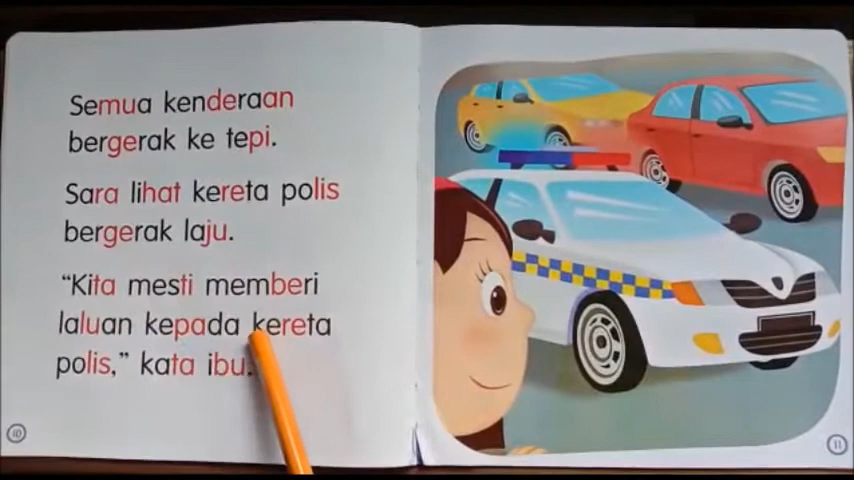 Semua kenderaan
bergerak ke tepi.
Sara lihat kereta polis
bergerak laju.
“Kita mesti memberi
laluan kepada kereta
polis,” kata ibu.
10
11